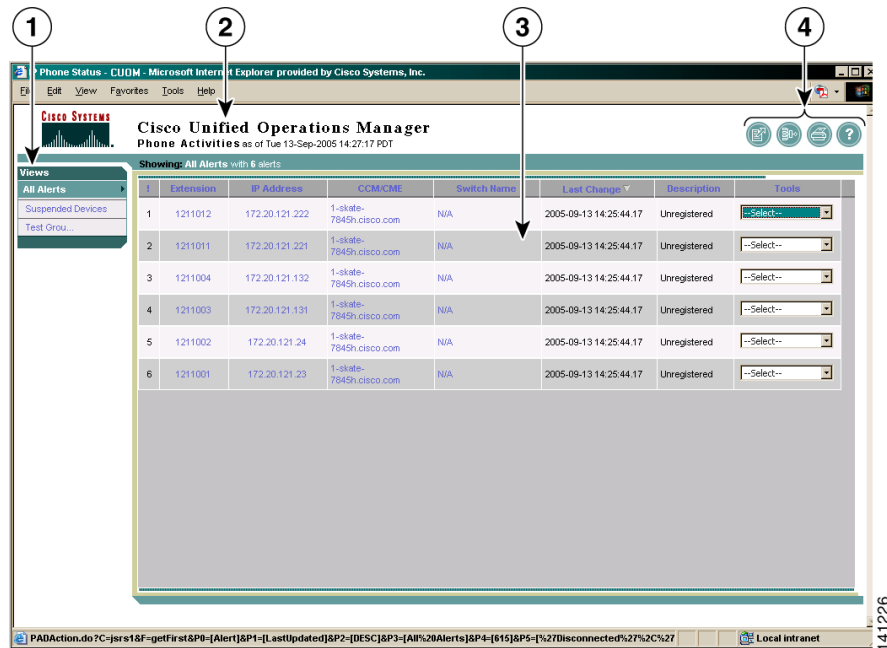 1
2
3
4
Phone Status - CUOM - Microsoft Internet Explorer provided by Cisco Systems, Inc.
Edit View Favorites Tools Help
CISCO SYSTEMS
Cisco Unified Operations Manager
Phone Activities as of Tue 13-Sep-2005 14:27:17 PDT
Showing: All Alerts with 6 alerts
Views
All Alerts
Suspended Devices
Test Grou...
! Extension IP Address CCM/CME Switch Name Last Change Description Tools
1 1211012 172.20.121.222 1-skate-7845h.cisco.com N/A 2005-09-13 14:25:44.17 Unregistered --Select--
2 1211011 172.20.121.221 1-skate-7845h.cisco.com N/A 2005-09-13 14:25:44.17 Unregistered --Select--
3 1211004 172.20.121.132 1-skate-7845h.cisco.com N/A 2005-09-13 14:25:44.17 Unregistered --Select--
4 1211003 172.20.121.131 1-skate-7845h.cisco.com N/A 2005-09-13 14:25:44.17 Unregistered --Select--
5 1211002 172.20.121.24 1-skate-7845h.cisco.com N/A 2005-09-13 14:25:44.17 Unregistered --Select--
6 1211001 172.20.121.23 1-skate-7845h.cisco.com N/A 2005-09-13 14:25:44.17 Unregistered --Select--
?
PADAction.do?C=jsrs1&F=getFirst&P0=[Alert]&P1=[LastUpdated]&P2=[DESC]&P3=[All%20Alerts]&P4=[615]&P5=[%27Disconnected%27%2C%27
Local intranet
141226